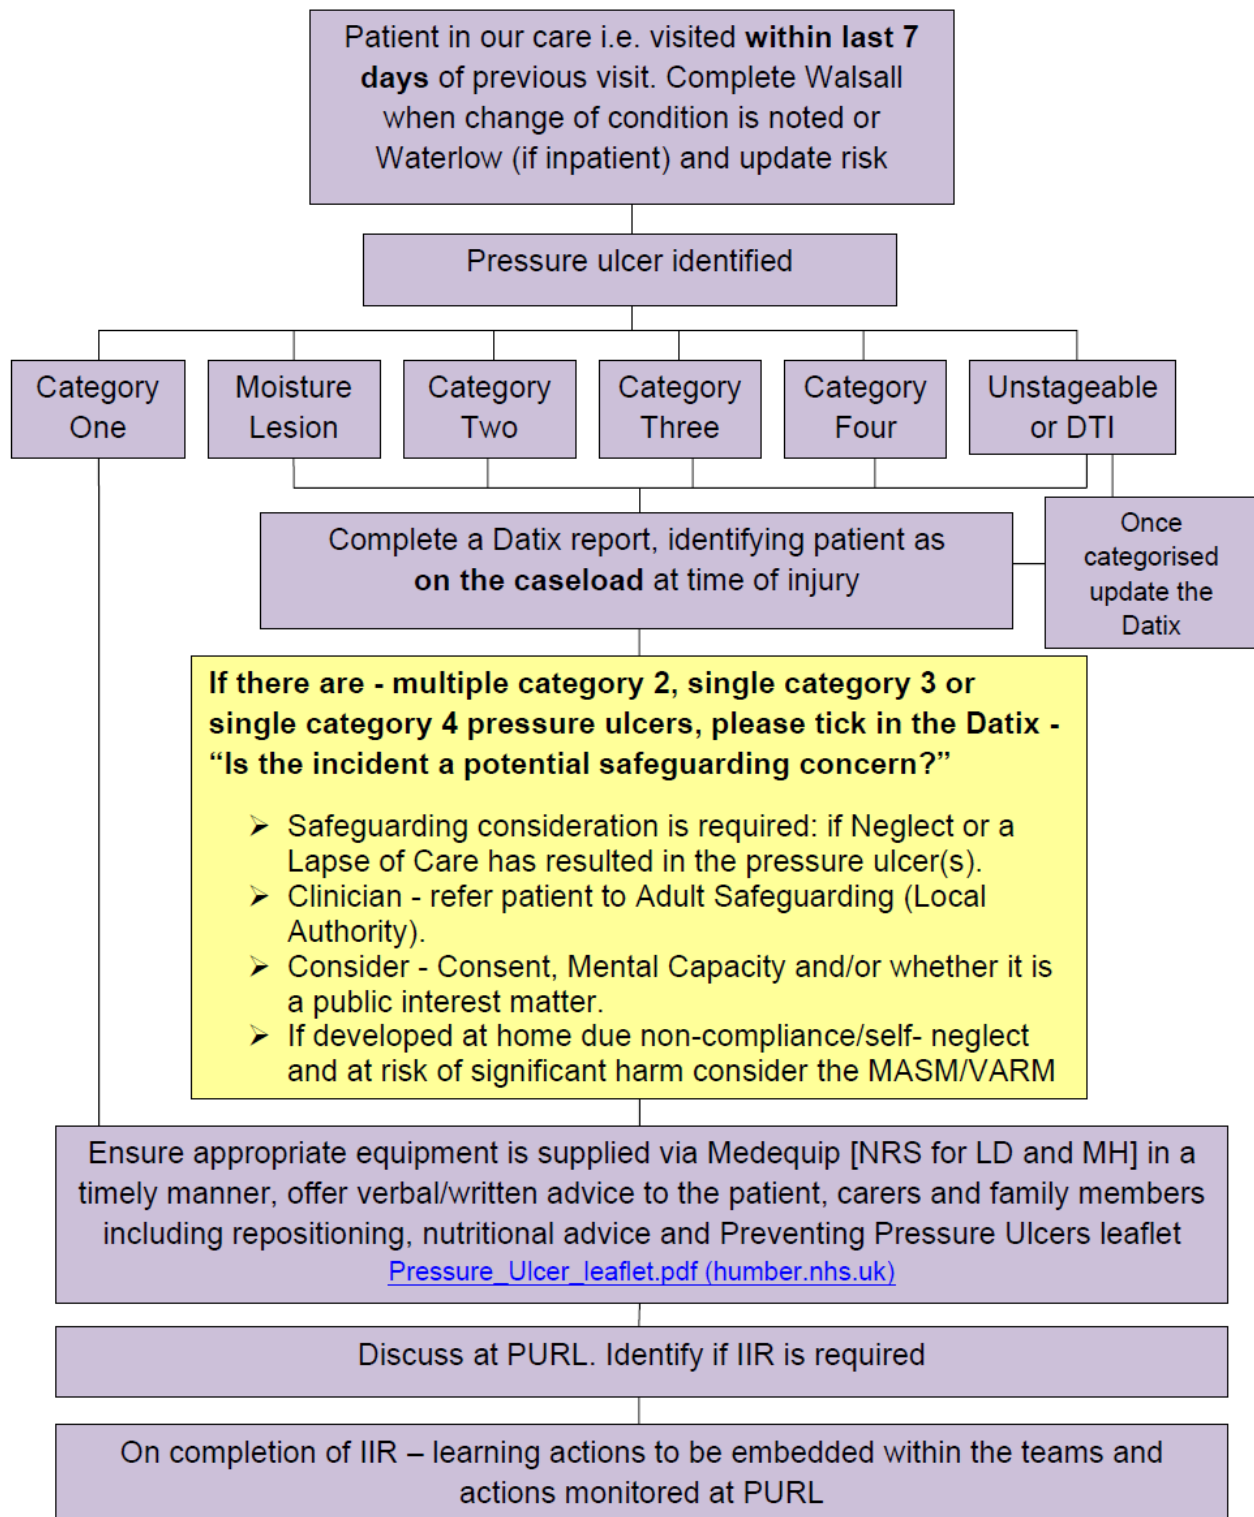 Patient in our care i.e. visited within last 7
days of previous visit. Complete Walsall
when change of condition is noted or
Waterlow (if inpatient) and update risk
Pressure ulcer identified
Category
One
Moisture
Lesion
Category
Two
Category
Three
Category
Four
Unstageable
or DTI
Complete a Datix report, identifying patient as
on the caseload at time of injury
Once
categorised
update the
Datix
If there are - multiple category 2, single category 3 or
single category 4 pressure ulcers, please tick in the Datix -
“Is the incident a potential safeguarding concern?”
➢ Safeguarding consideration is required: if Neglect or a
Lapse of Care has resulted in the pressure ulcer(s).
➢ Clinician - refer patient to Adult Safeguarding (Local
Authority).
➢ Consider - Consent, Mental Capacity and/or whether it is
a public interest matter.
➢ If developed at home due non-compliance/self- neglect
and at risk of significant harm consider the MASM/VARM
Ensure appropriate equipment is supplied via Medequip [NRS for LD and MH] in a
timely manner, offer verbal/written advice to the patient, carers and family members
including repositioning, nutritional advice and Preventing Pressure Ulcers leaflet
Pressure_Ulcer_leaflet.pdf (humber.nhs.uk)
Discuss at PURL. Identify if IIR is required
On completion of IIR – learning actions to be embedded within the teams and
actions monitored at PURL